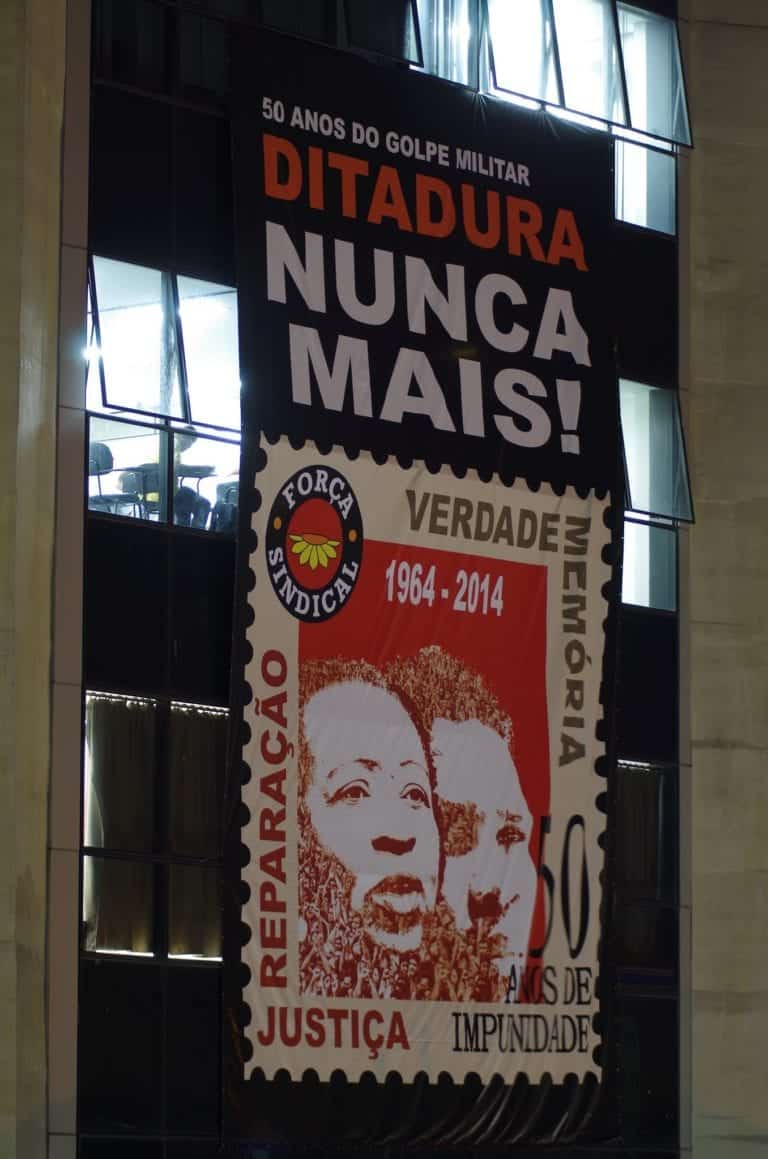 50 ANOS DO GOLPE MILITAR
DITADURA
NUNCA
MAIS!
FORÇA
SINDICAL
VERDADE
MEMÓRIA
1964 - 2014
REPARAÇÃO
JUSTIÇA
50
ANOS DE
IMPUNIDADE